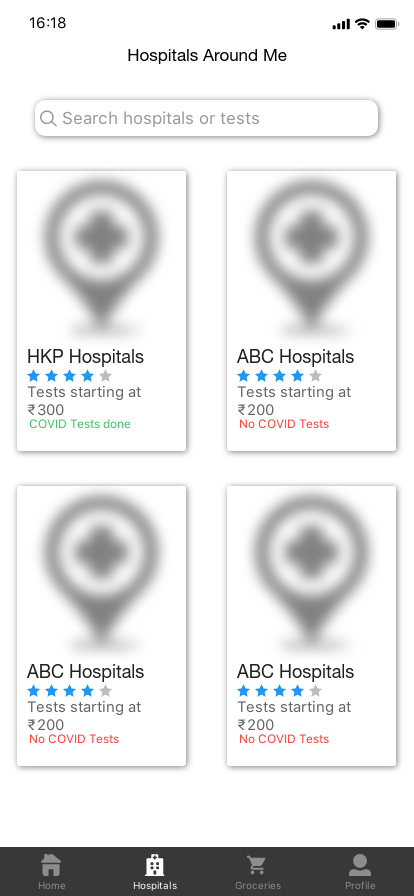 16:18
Hospitals Around Me
Search hospitals or tests
HKP Hospitals
Tests starting at
₹300
COVID Tests done
ABC Hospitals
Tests starting at
₹200
No COVID Tests
ABC Hospitals
Tests starting at
₹200
No COVID Tests
ABC Hospitals
Tests starting at
₹200
No COVID Tests
Home
Hospitals
Groceries
Profile